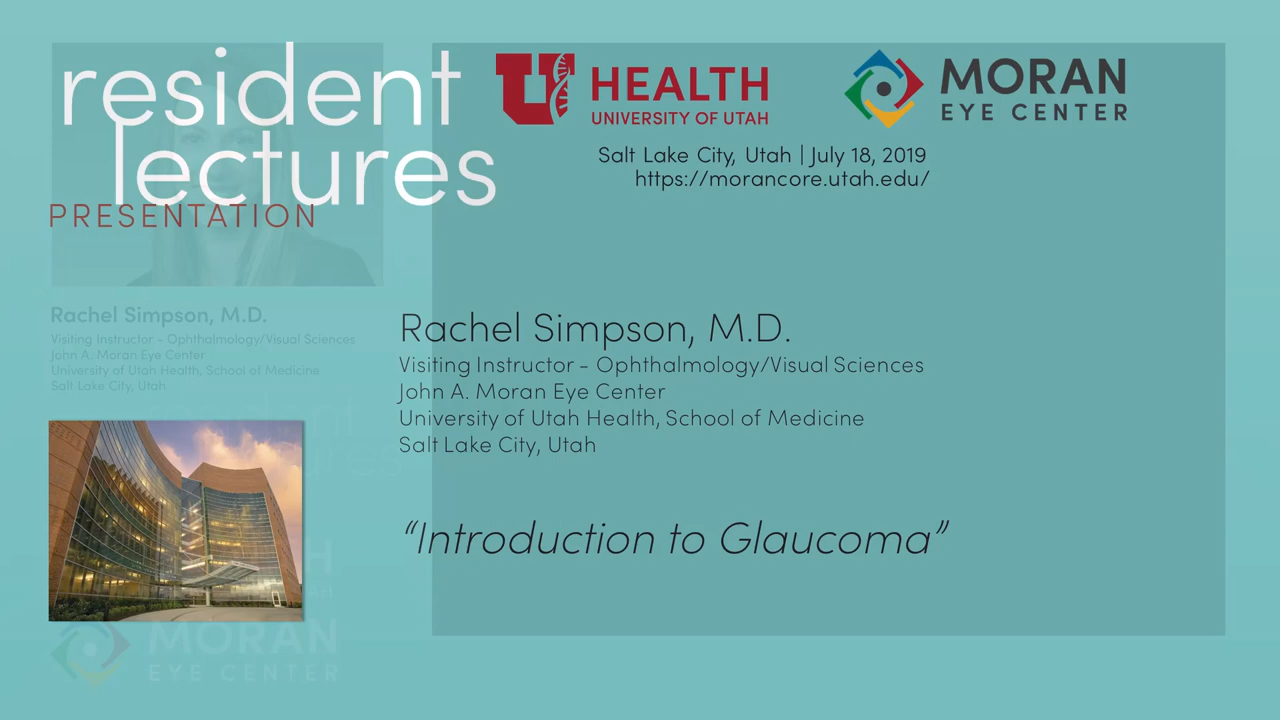 resident
lectures
PRESENTATION
U HEALTH
UNIVERSITY OF UTAH
MORAN
EYE CENTER
Salt Lake City, Utah | July 18, 2019
https://morancore.utah.edu/
Rachel Simpson, M.D.
Visiting Instructor - Ophthalmology/Visual Sciences
John A. Moran Eye Center
University of Utah Health, School of Medicine
Salt Lake City, Utah
Rachel Simpson, M.D.
Visiting Instructor - Ophthalmology/Visual Sciences
John A. Moran Eye Center
University of Utah Health, School of Medicine
Salt Lake City, Utah
“Introduction to Glaucoma”
MORAN
EYE CENTER